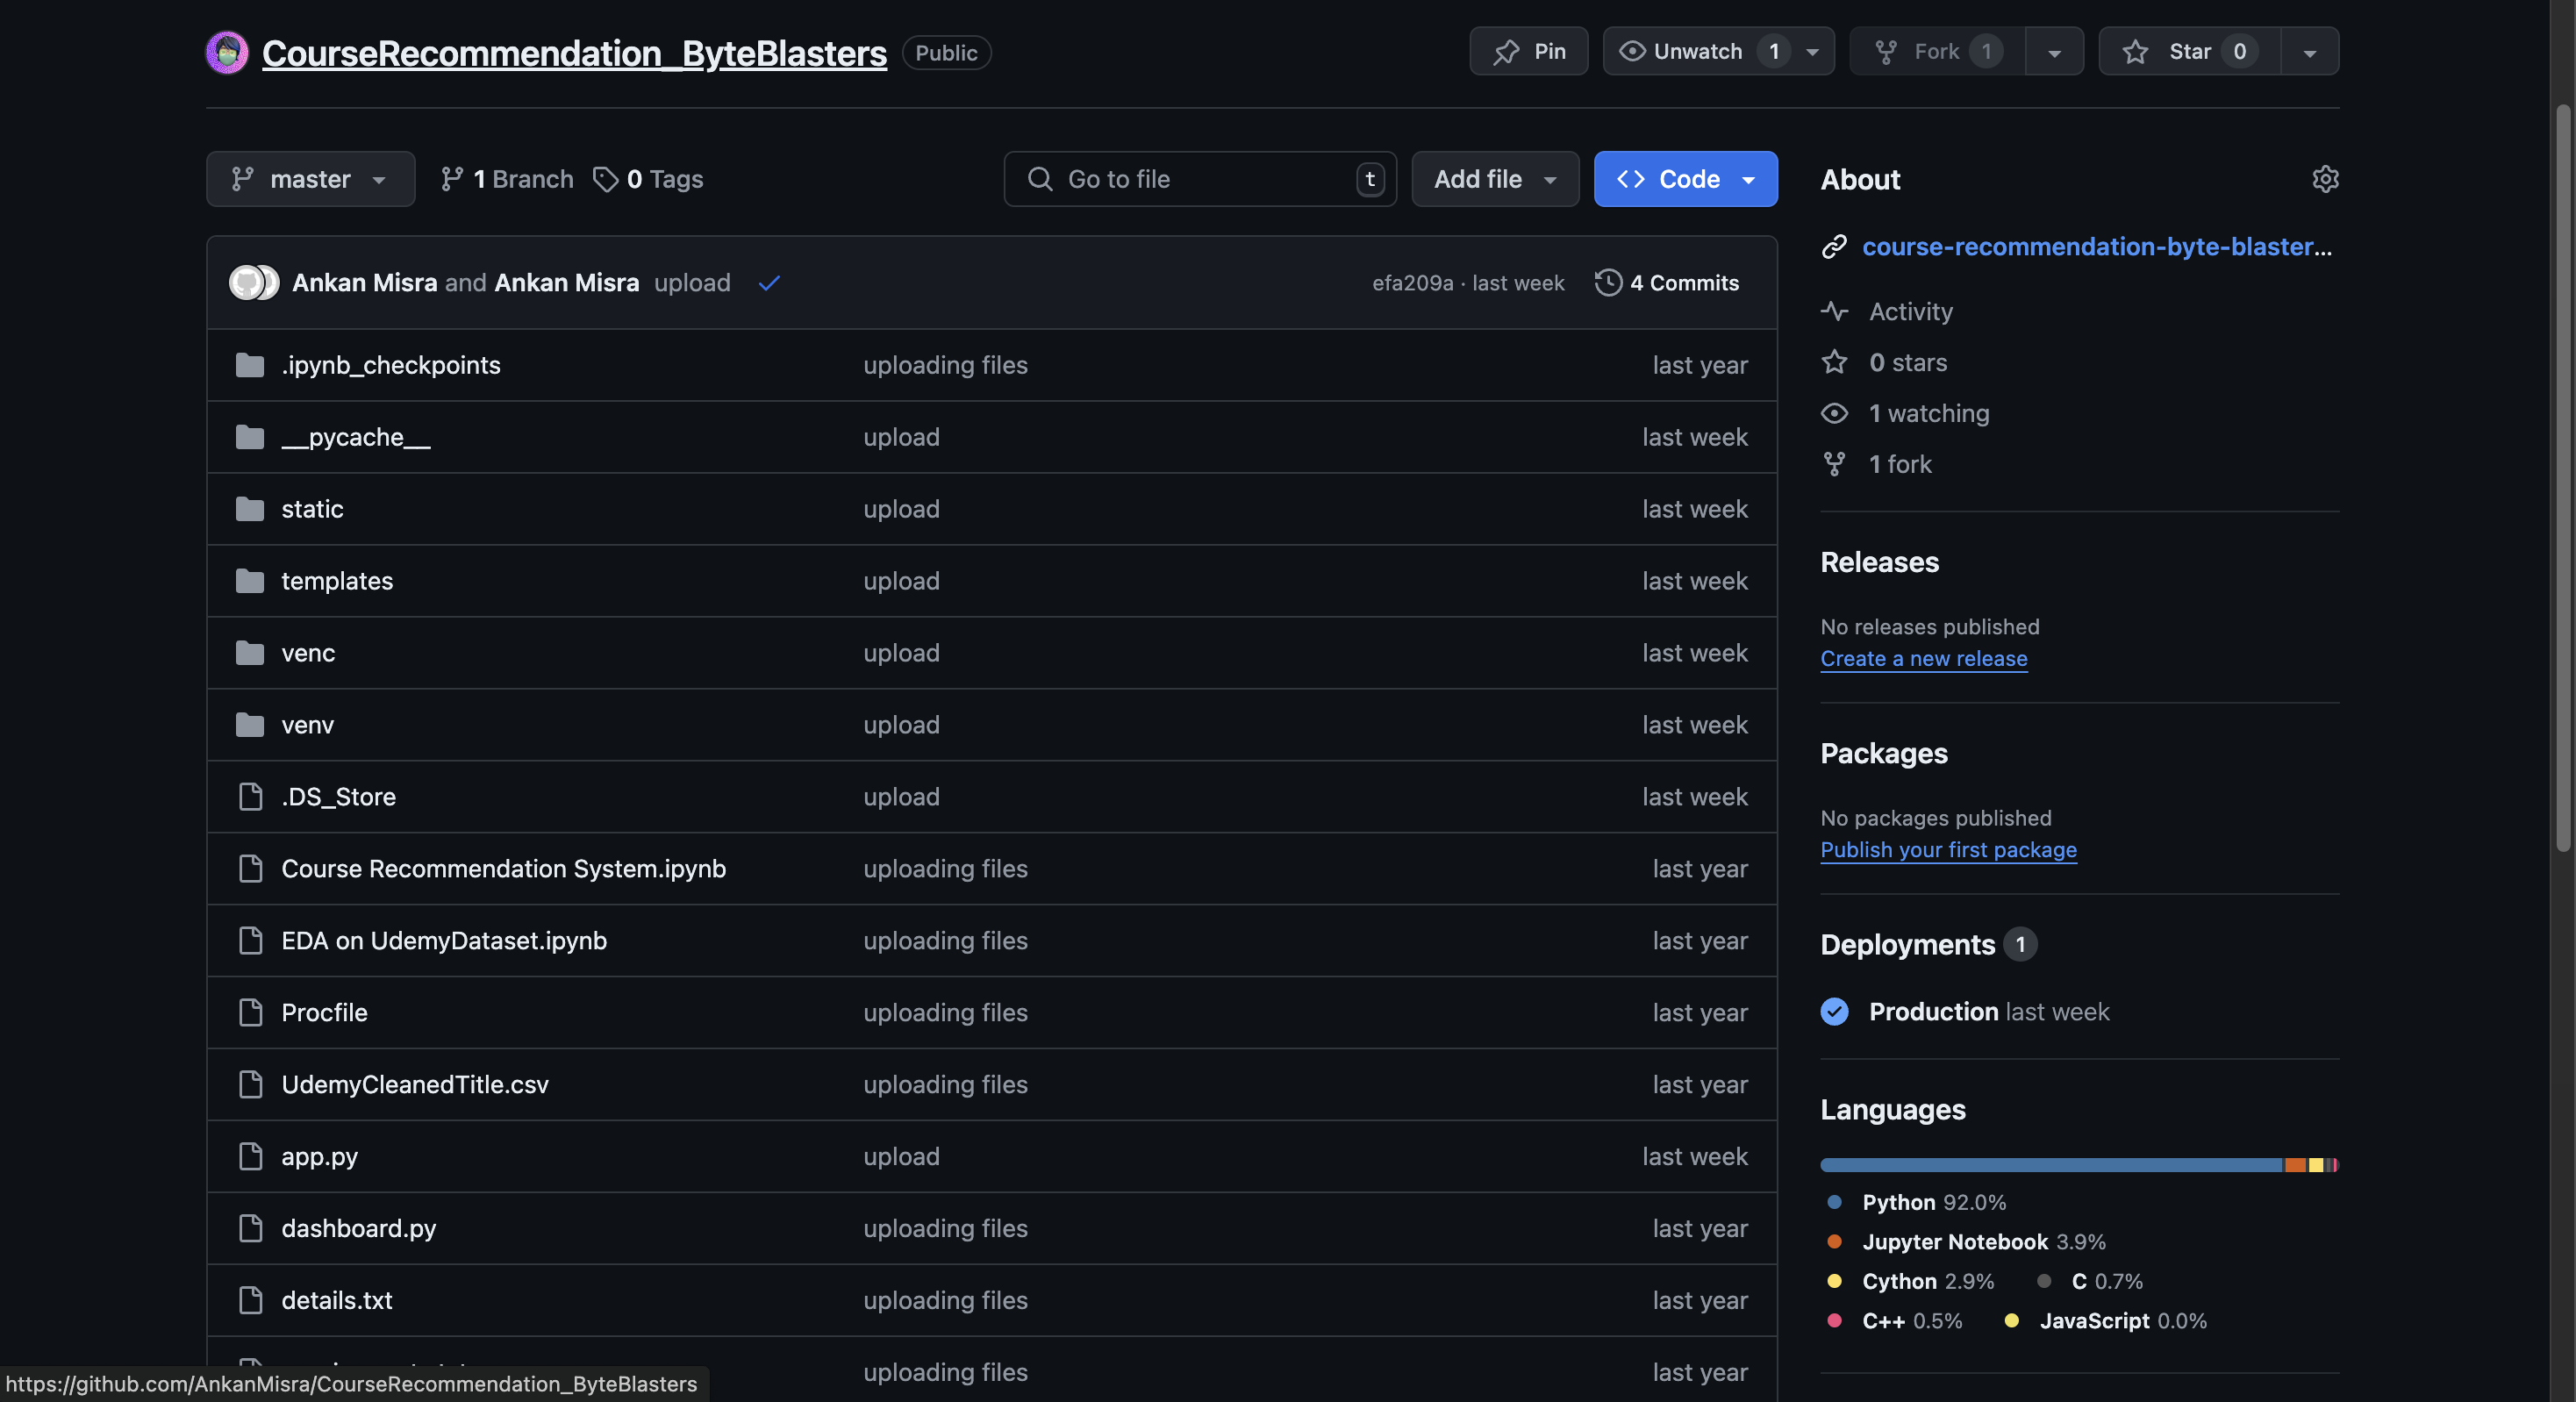 CourseRecommendation_ByteBlasters Public Pin Unwatch 1 Fork 1 Star 0
master 1 Branch 0 Tags Go to file t Add file Code
Ankan Misra and Ankan Misra upload efa209a · last week 4 Commits
.ipynb_checkpoints uploading files last year
__pycache__ upload last week
static upload last week
templates upload last week
venc upload last week
venv upload last week
.DS_Store upload last week
Course Recommendation System.ipynb uploading files last year
EDA on UdemyDataset.ipynb uploading files last year
Procfile uploading files last year
UdemyCleanedTitle.csv uploading files last year
app.py upload last week
dashboard.py uploading files last year
details.txt uploading files last year
uploading files last year
About
course-recommendation-byte-blaster...
Activity
0 stars
1 watching
1 fork
Releases
No releases published
Create a new release
Packages
No packages published
Publish your first package
Deployments 1
Production last week
Languages
Python 92.0%
Jupyter Notebook 3.9%
Cython 2.9% C 0.7%
C++ 0.5% JavaScript 0.0%
https://github.com/AnkanMisra/CourseRecommendation_ByteBlasters